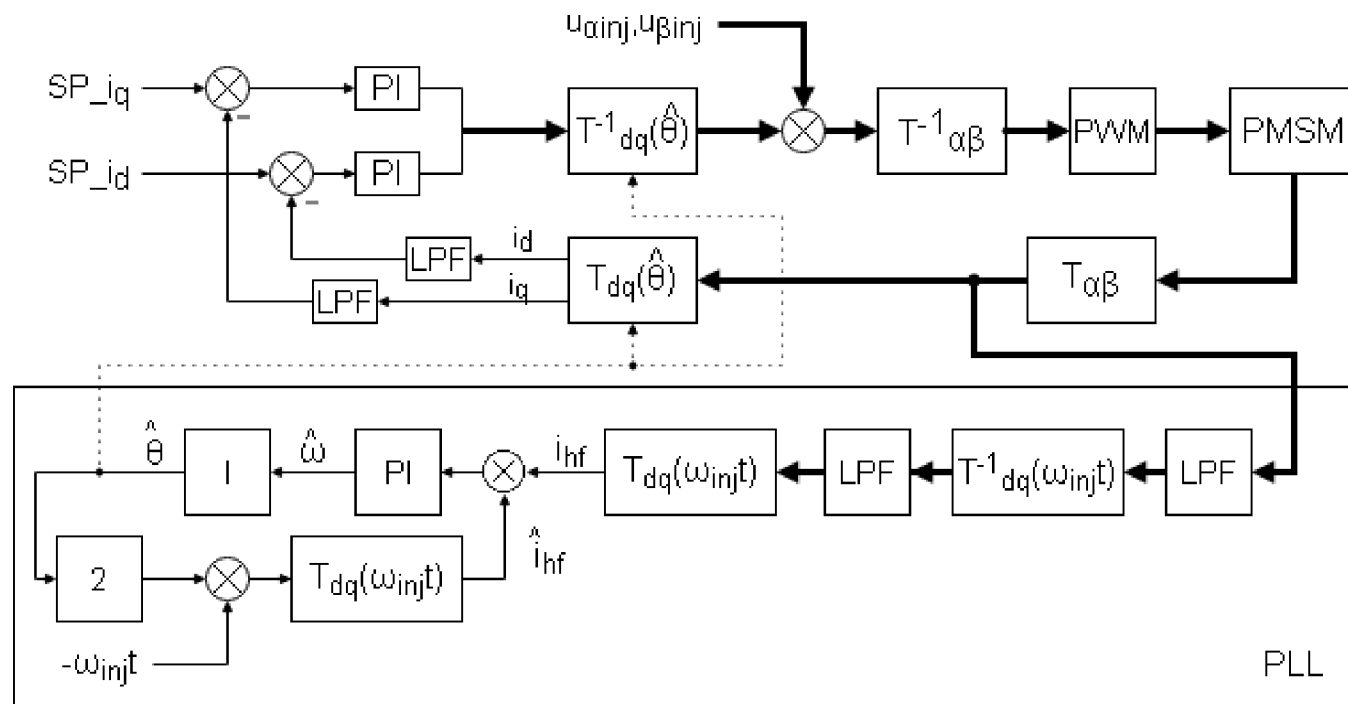 uαinj,uβinj
SP_iq
PI
T⁻¹dq(θ̂)
T⁻¹αβ
PWM
PMSM
SP_id
PI
id
LPF
iq
LPF
Tdq(θ̂)
Tαβ
θ̂
I
ω̂
PI
ihf
Tdq(ωinjt)
LPF
T⁻¹dq(ωinjt)
LPF
2
Tdq(ωinjt)
îhf
-ωinjt
PLL